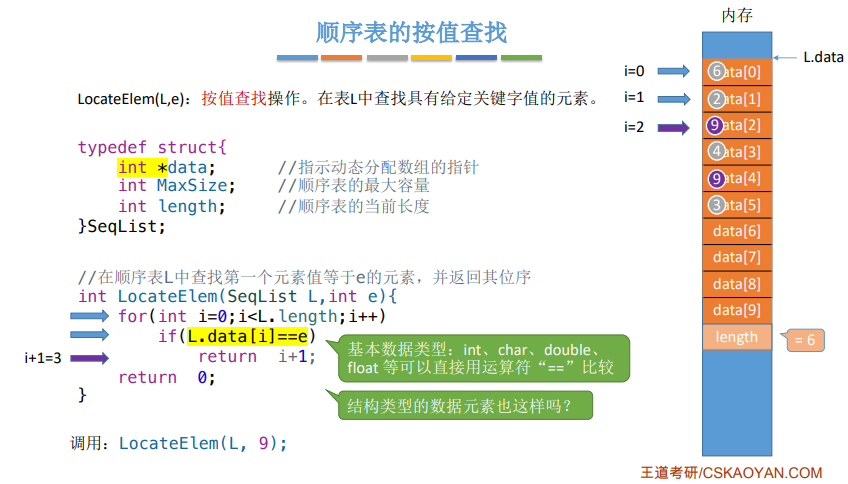 顺序表的按值查找
LocateElem(L,e)：按值查找操作。在表L中查找具有给定关键字值的元素。
typedef struct{
int *data; //指示动态分配数组的指针
int MaxSize; //顺序表的最大容量
int length; //顺序表的当前长度
}SeqList;
//在顺序表L中查找第一个元素值等于e的元素，并返回其位序
int LocateElem(SeqList L,int e){
for(int i=0;i<L.length;i++)
if(L.data[i]==e)
i+1=3
return i+1;
return 0;
}
基本数据类型：int、char、double、
float 等可以直接用运算符“==”比较
结构类型的数据元素也这样吗？
调用：LocateElem(L, 9);
内存
L.data
i=0
6 ata[0]
i=1
2 ata[1]
i=2
9 ata[2]
4 ata[3]
9 ata[4]
3 ata[5]
data[6]
data[7]
data[8]
data[9]
length
= 6
王道考研/CSKAOYAN.COM